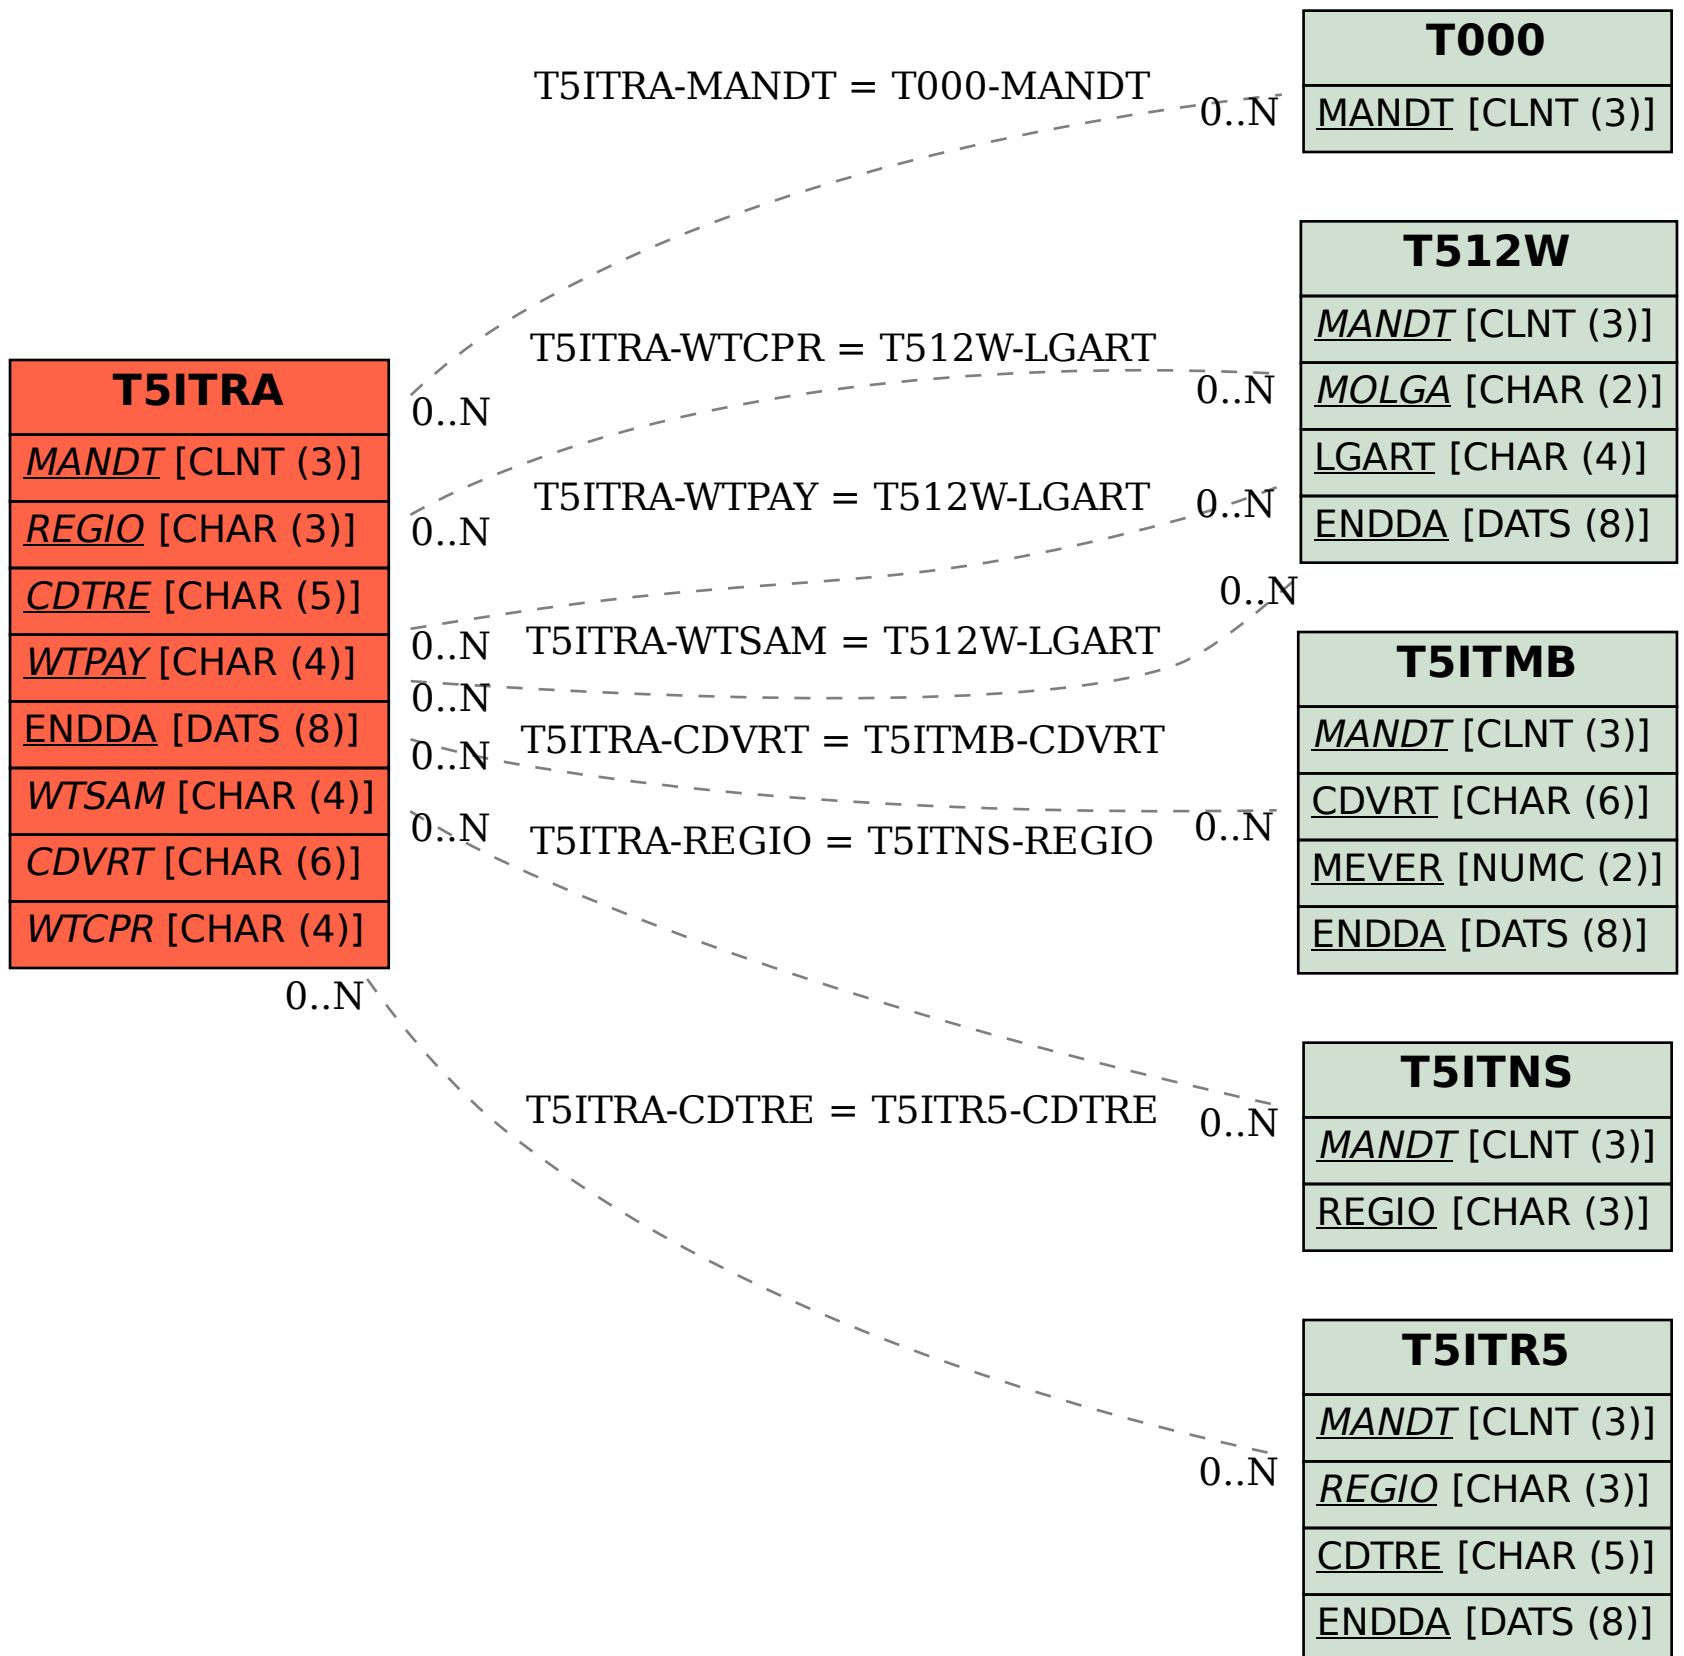 T5ITRA
MANDT [CLNT (3)]
REGIO [CHAR (3)]
CDTRE [CHAR (5)]
WTPAY [CHAR (4)]
ENDDA [DATS (8)]
WTSAM [CHAR (4)]
CDVRT [CHAR (6)]
WTCPR [CHAR (4)]
T5ITRA-MANDT = T000-MANDT
0..N
0..N
T5ITRA-WTCPR = T512W-LGART
0..N
0..N
T5ITRA-WTPAY = T512W-LGART
0..N
0..N
T5ITRA-WTSAM = T512W-LGART
0..N
0..N
T5ITRA-CDVRT = T5ITMB-CDVRT
0..N
0..N
T5ITRA-REGIO = T5ITNS-REGIO
0..N
0..N
T5ITRA-CDTRE = T5ITR5-CDTRE
0..N
0..N
T000
MANDT [CLNT (3)]
T512W
MANDT [CLNT (3)]
MOLGA [CHAR (2)]
LGART [CHAR (4)]
ENDDA [DATS (8)]
T5ITMB
MANDT [CLNT (3)]
CDVRT [CHAR (6)]
MEVER [NUMC (2)]
ENDDA [DATS (8)]
T5ITNS
MANDT [CLNT (3)]
REGIO [CHAR (3)]
T5ITR5
MANDT [CLNT (3)]
REGIO [CHAR (3)]
CDTRE [CHAR (5)]
ENDDA [DATS (8)]